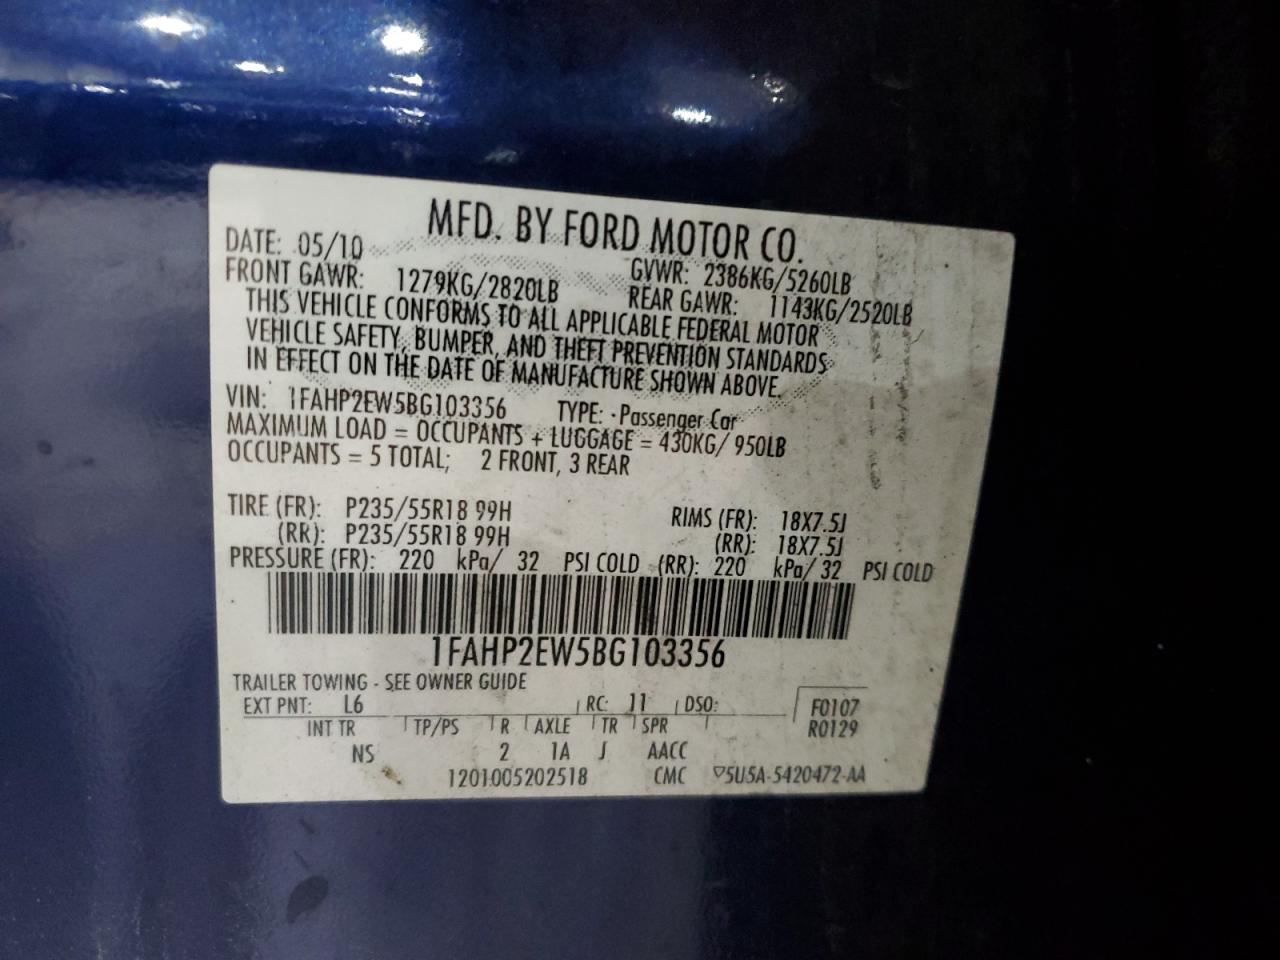 MFD. BY FORD MOTOR CO.
DATE: 05/10 GVWR: 2386KG/5260LB
FRONT GAWR: 1279KG/2820LB REAR GAWR: 1143KG/2520LB
THIS VEHICLE CONFORMS TO ALL APPLICABLE FEDERAL MOTOR
VEHICLE SAFETY, BUMPER, AND THEFT PREVENTION STANDARDS
IN EFFECT ON THE DATE OF MANUFACTURE SHOWN ABOVE.
VIN: 1FAHP2EW5BG103356 TYPE: Passenger Car
MAXIMUM LOAD = OCCUPANTS + LUGGAGE = 430KG/ 950LB
OCCUPANTS = 5 TOTAL; 2 FRONT, 3 REAR
TIRE (FR): P235/55R18 99H RIMS (FR): 18X7.5J
(RR): P235/55R18 99H (RR): 18X7.5J
PRESSURE (FR): 220 kPa/ 32 PSI COLD (RR): 220 kPa/ 32 PSI COLD
1FAHP2EW5BG103356
TRAILER TOWING - SEE OWNER GUIDE
EXT PNT: L6 RC: 11 DSO: F0107
INT TR TP/PS R AXLE TR SPR R0129
NS 2 1A J AACC
1201005202518 CMC ▽5U5A-5420472-AA